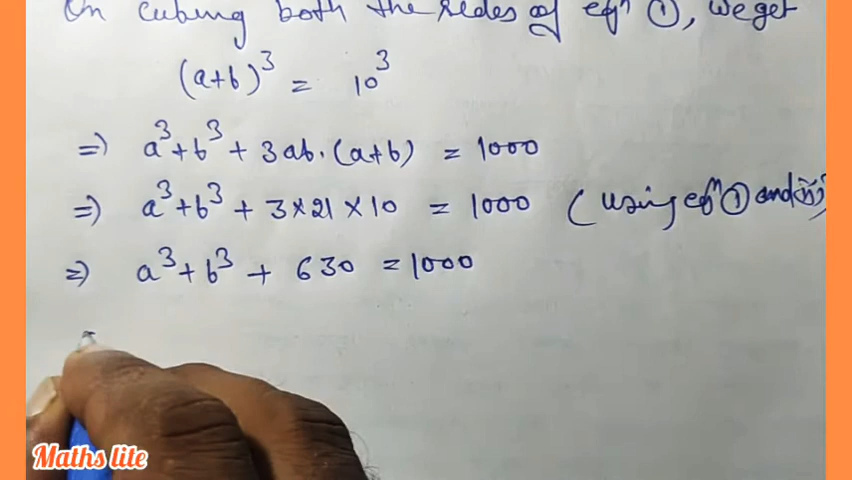 On cubing both the sides of eqⁿ ①, we get
(a+b)³ = 10³
⇒ a³+b³ + 3ab.(a+b) = 1000
⇒ a³+b³ + 3×21×10 = 1000 (using eqⁿ ① and
⇒ a³+b³ + 630 = 1000
Maths lite